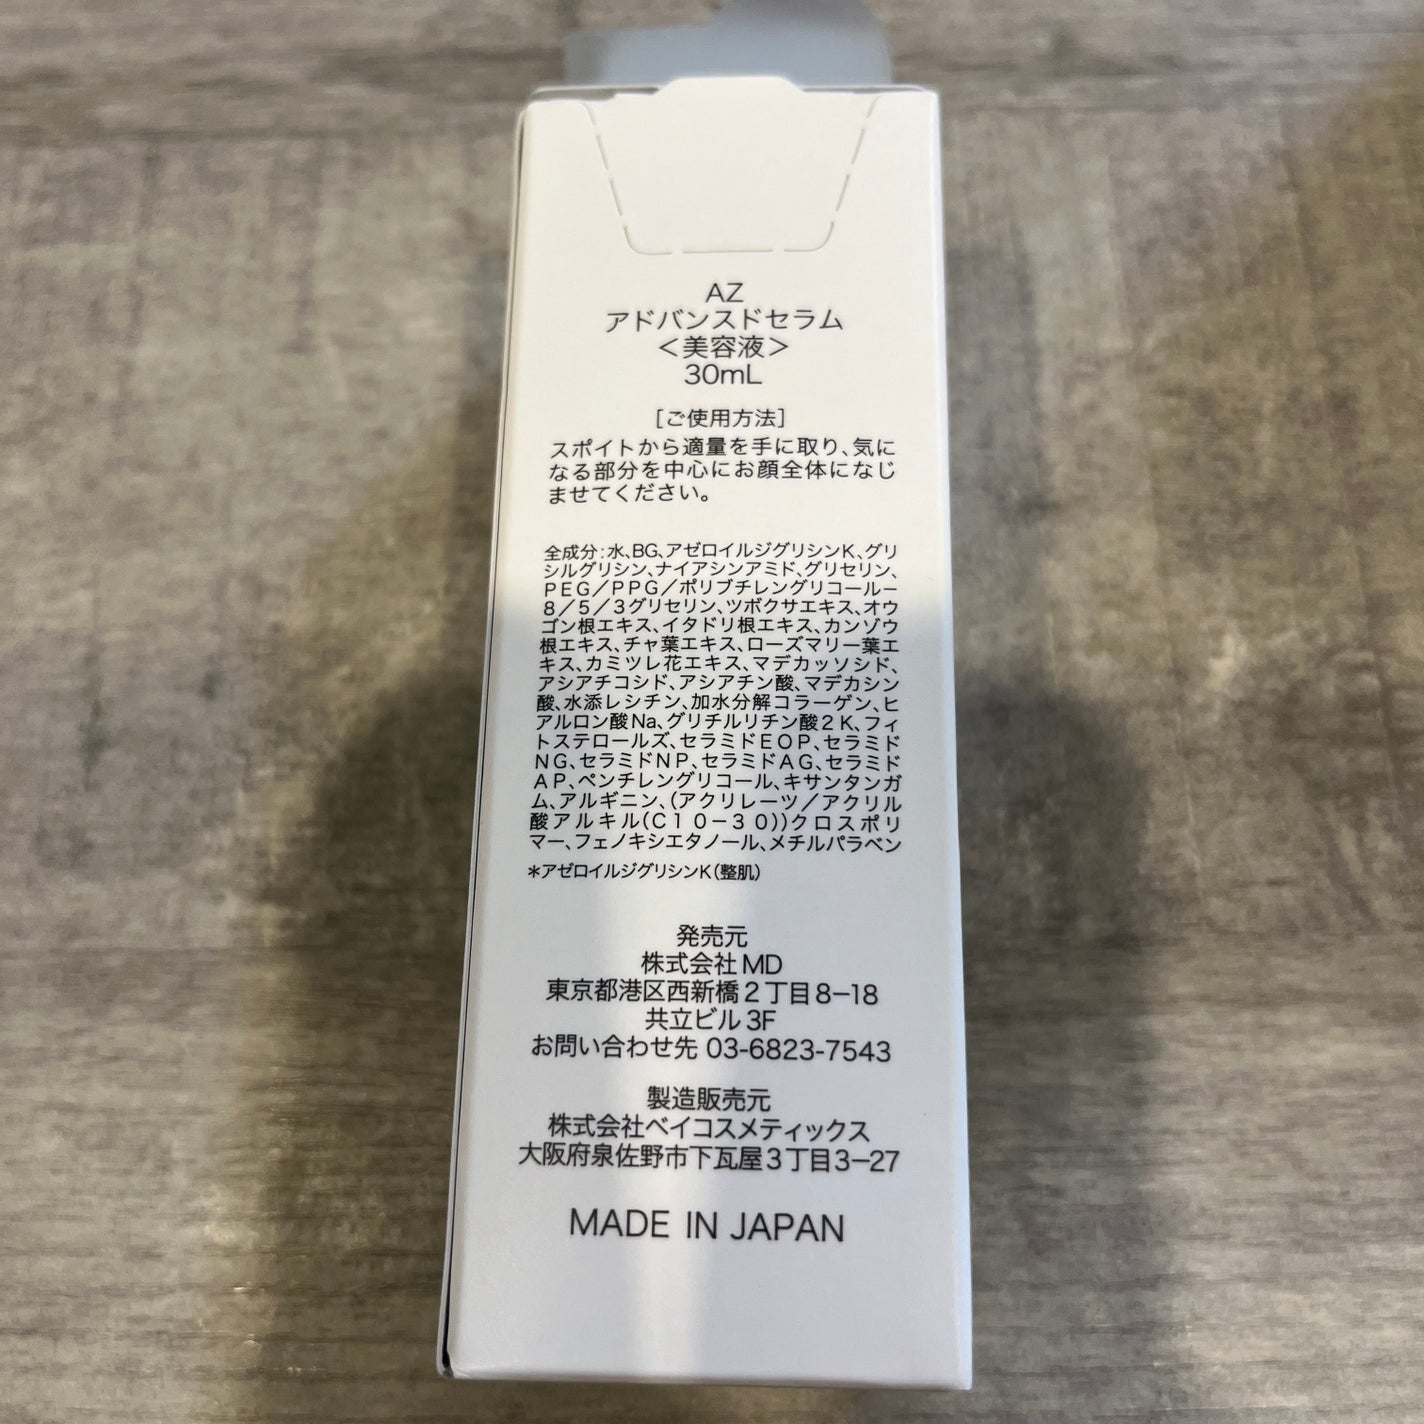 AZ
アドバンスドセラム
＜美容液＞
30mL
［ご使用方法］
スポイトから適量を手に取り、気に
なる部分を中心にお顔全体になじ
ませてください。
全成分：水、BG、アゼロイルジグリシンK、グリ
シルグリシン、ナイアシンアミド、グリセリン、
PEG／PPG／ポリブチレングリコール－
8／5／3グリセリン、ツボクサエキス、オウ
ゴン根エキス、イタドリ根エキス、カンゾウ
根エキス、チャ葉エキス、ローズマリー葉エ
キス、カミツレ花エキス、マデカッソシド、
アシアチコシド、アシアチン酸、マデカシン
酸、水添レシチン、加水分解コラーゲン、ヒ
アルロン酸Na、グリチルリチン酸2K、フィ
トステロールズ、セラミドEOP、セラミド
NG、セラミドNP、セラミドAG、セラミド
AP、ペンチレングリコール、キサンタンガ
ム、アルギニン、（アクリレーツ／アクリル
酸アルキル（C10－30））クロスポリ
マー、フェノキシエタノール、メチルパラベン
＊アゼロイルジグリシンK（整肌）
発売元
株式会社MD
東京都港区西新橋2丁目8−18
共立ビル3F
お問い合わせ先 03-6823-7543
製造販売元
株式会社ベイコスメティックス
大阪府泉佐野市下瓦屋3丁目3−27
MADE IN JAPAN